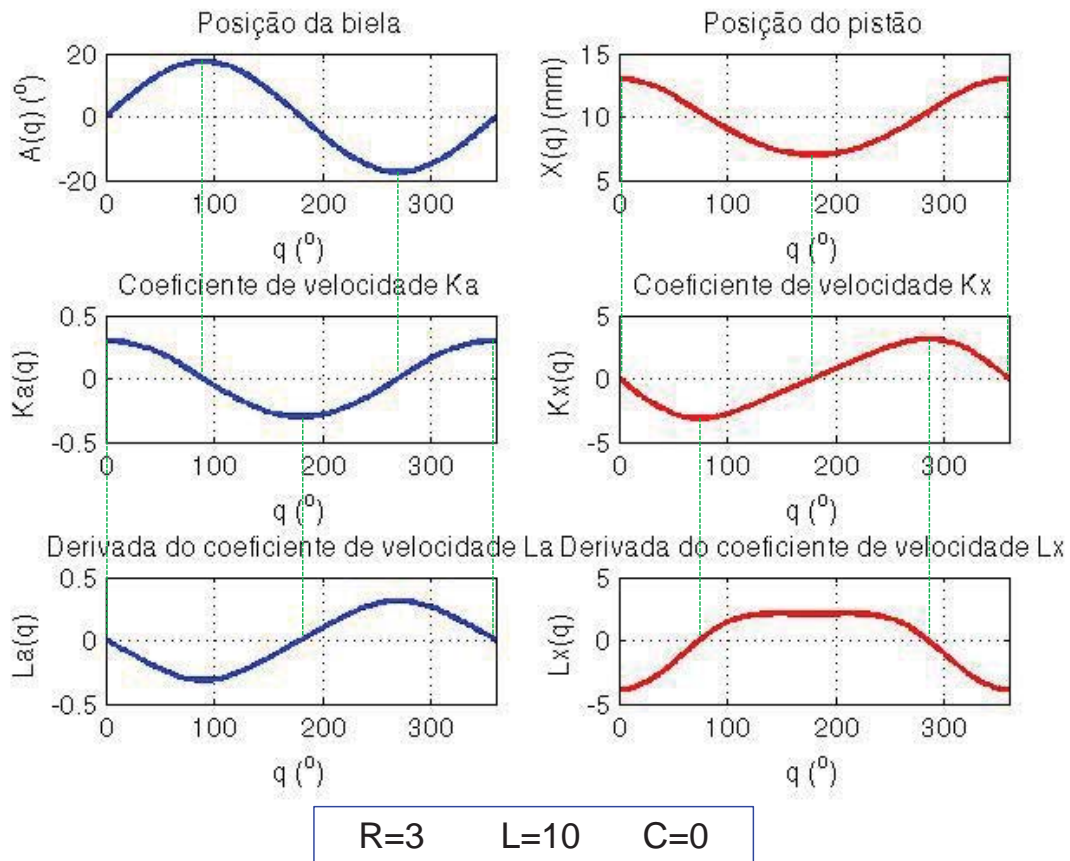 Posição da biela
20
0
-20
A(q) (º)
0 100 200 300
q (º)
Posição do pistão
15
10
5
X(q) (mm)
0 100 200 300
q (º)
Coeficiente de velocidade Ka
0.5
0
-0.5
Ka(q)
0 100 200 300
q (º)
Coeficiente de velocidade Kx
5
0
-5
Kx(q)
0 100 200 300
q (º)
Derivada do coeficiente de velocidade La
0.5
0
-0.5
La(q)
0 100 200 300
q (º)
Derivada do coeficiente de velocidade Lx
5
0
-5
Lx(q)
0 100 200 300
q (º)
R=3 L=10 C=0